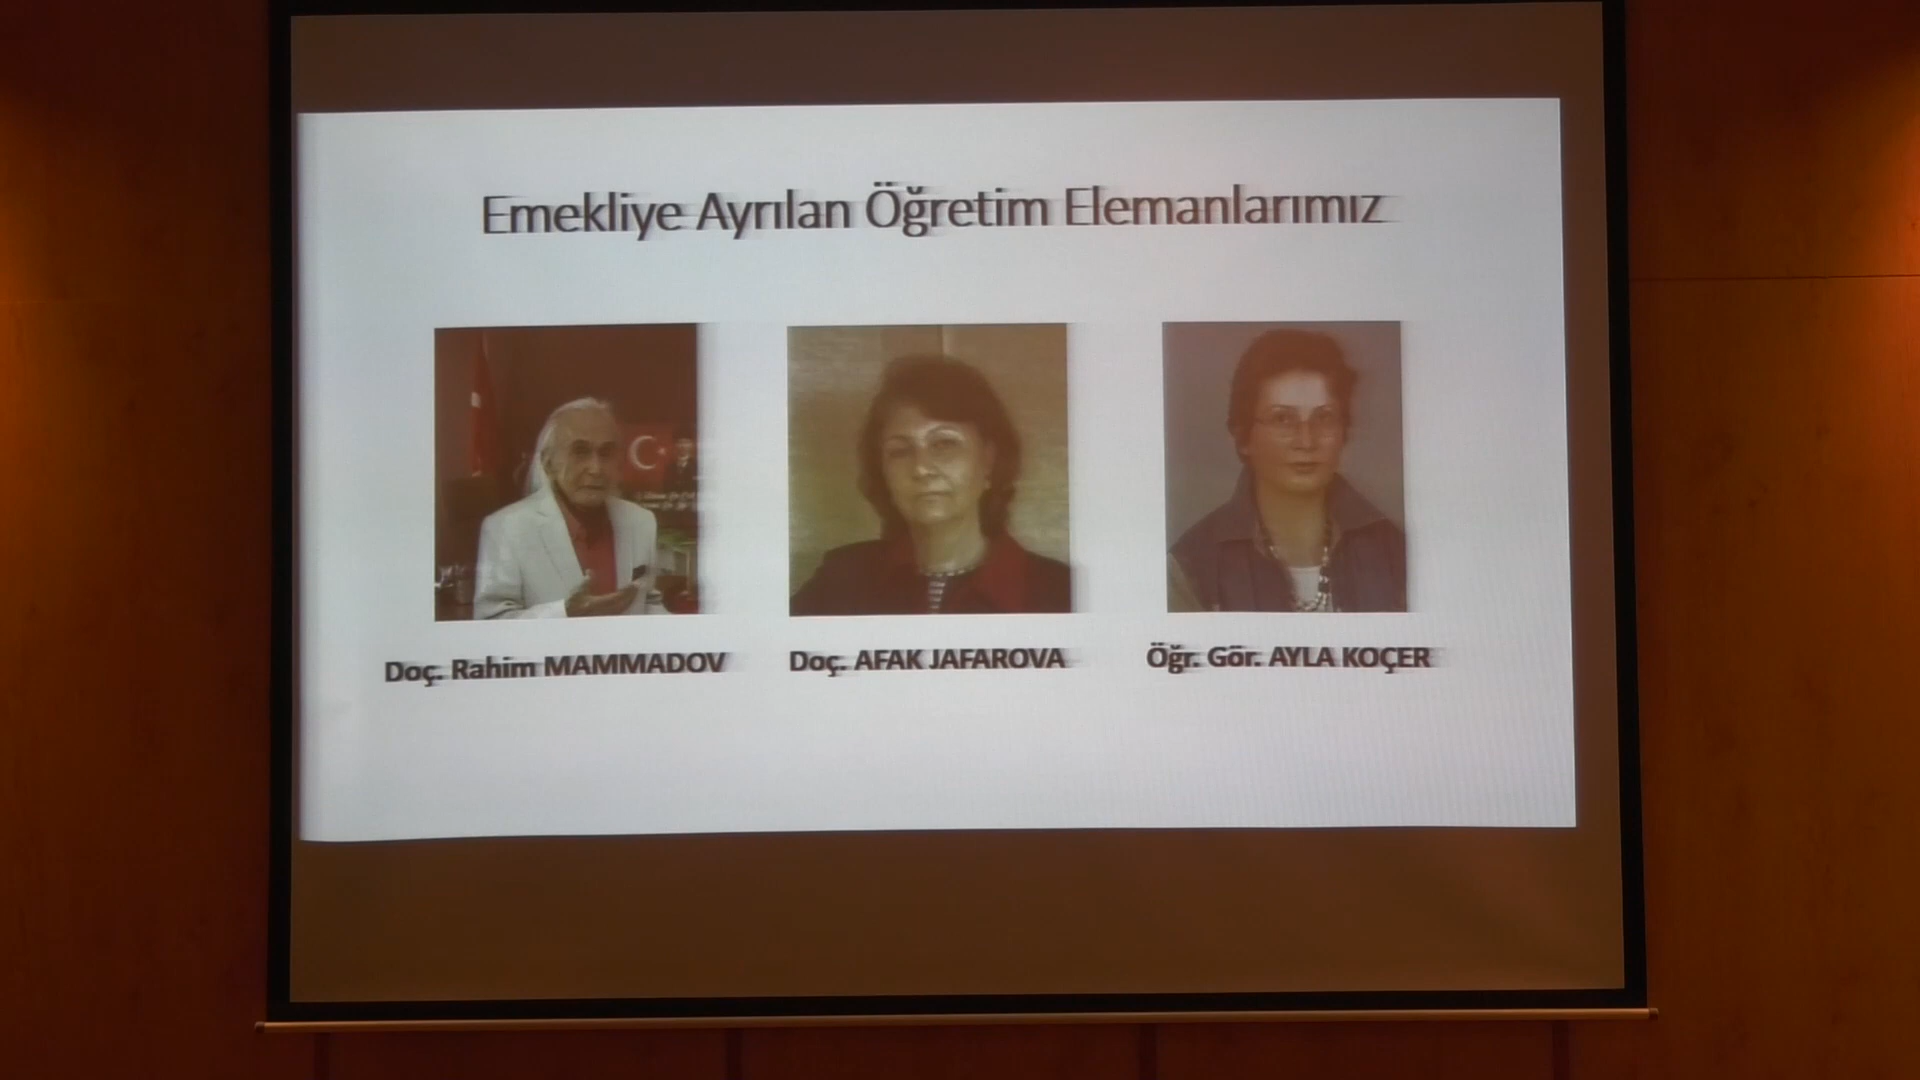 Emekliye Ayrılan Öğretim Elemanlarımız
Doç. Rahim MAMMADOV
Doç. AFAK JAFAROVA
Öğr. Gör. AYLA KOÇER